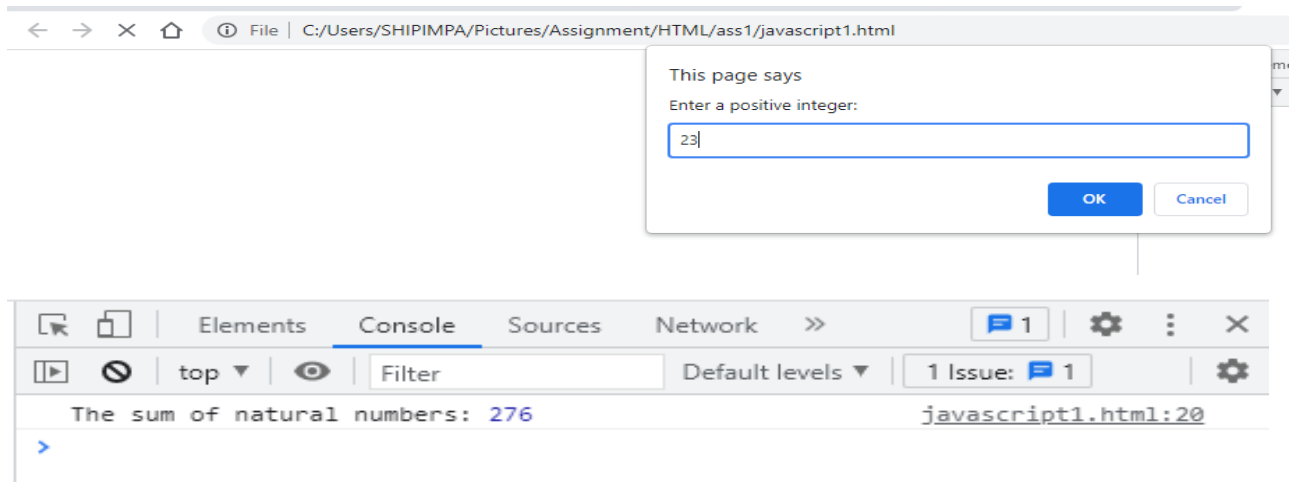 File | C:/Users/SHIPIMPA/Pictures/Assignment/HTML/ass1/javascript1.html
This page says
Enter a positive integer:
23
OK Cancel
Elements Console Sources Network >> 1
top ▼ Filter Default levels ▼ 1 Issue: 1
The sum of natural numbers: 276 javascript1.html:20
>